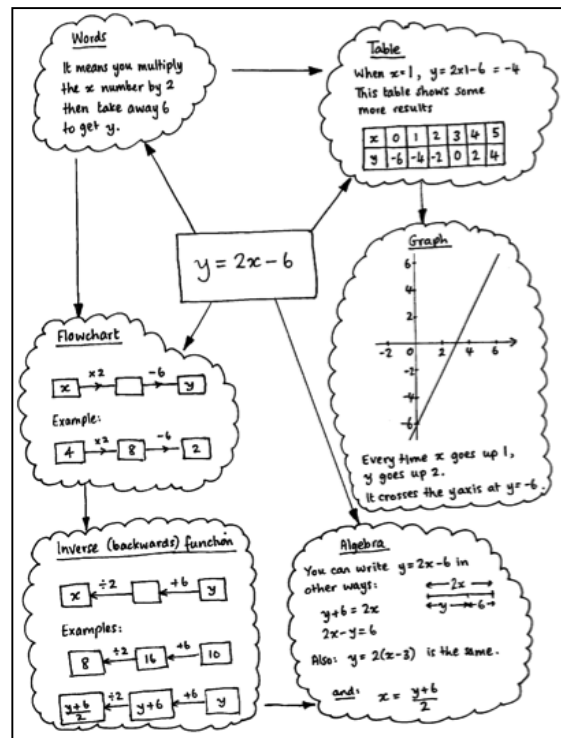 Words
It means you multiply
the x number by 2
then take away 6
to get y.
Table
When x=1, y=2x1-6 = -4
This table shows some
more results
x 0 1 2 3 4 5
y -6 -4 -2 0 2 4
y = 2x - 6
Graph
6
4
2
-2 0 2 4 6
-2
-4
-6
Every time x goes up 1,
y goes up 2.
It crosses the y axis at y=-6.
Flowchart
×2 -6
x y
Example:
×2 -6
4 8 2
Inverse (backwards) function
÷2 +6
x y
Examples:
÷2 +6
8 16 10
÷2 +6
y+6/2 y+6 y
Algebra
You can write y=2x-6 in
other ways:
2x
y+6 = 2x
y 6
2x-y=6
Also: y=2(x-3) is the same.
and: x = y+6/2